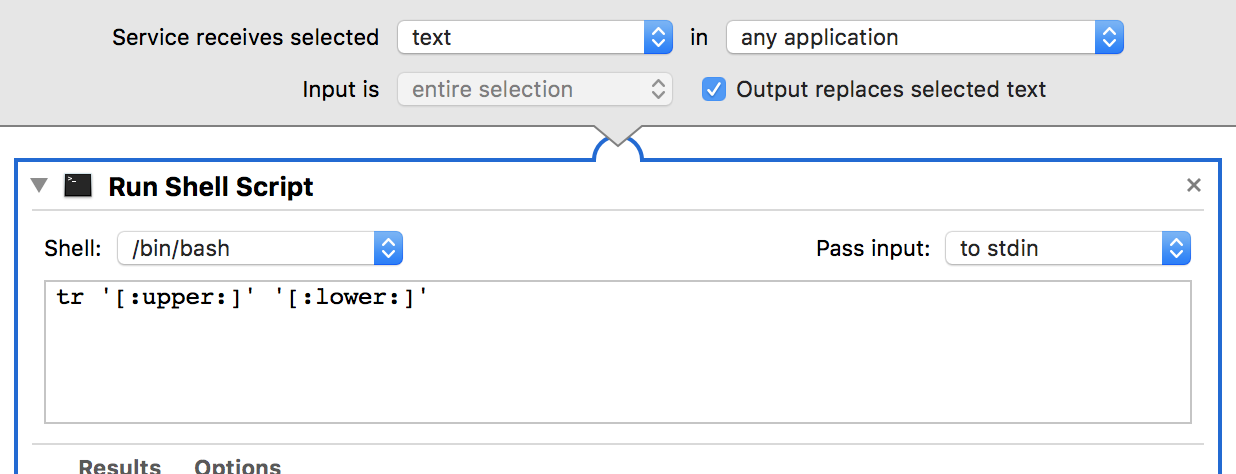 Service receives selected text in any application
Input is entire selection Output replaces selected text
>_
Run Shell Script
Shell: /bin/bash Pass input: to stdin
tr '[:upper:]' '[:lower:]'
Results Options